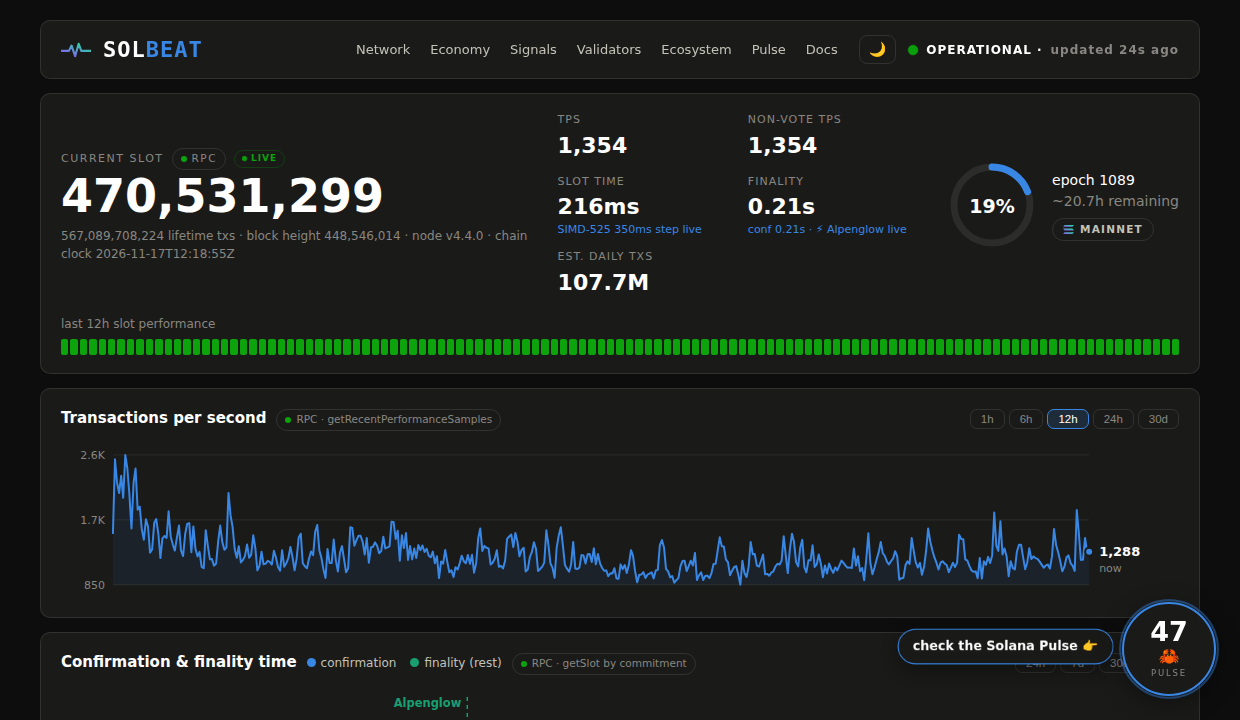 SOLBEAT
Network Economy Signals Validators Ecosystem Pulse Docs
OPERATIONAL · updated 24s ago
CURRENT SLOT RPC LIVE
470,531,299
567,089,708,224 lifetime txs · block height 448,546,014 · node v4.4.0 · chain
clock 2026-11-17T12:18:55Z
TPS
1,354
NON-VOTE TPS
1,354
SLOT TIME
216ms
SIMD-525 350ms step live
FINALITY
0.21s
conf 0.21s · ⚡ Alpenglow live
EST. DAILY TXS
107.7M
19%
epoch 1089
~20.7h remaining
MAINNET
last 12h slot performance
Transactions per second RPC · getRecentPerformanceSamples
1h 6h 12h 24h 30d
2.6K
1.7K
850
1,288
now
Confirmation & finality time confirmation finality (rest) RPC · getSlot by commitment
Alpenglow
check the Solana Pulse 👉
47
🦀
PULSE